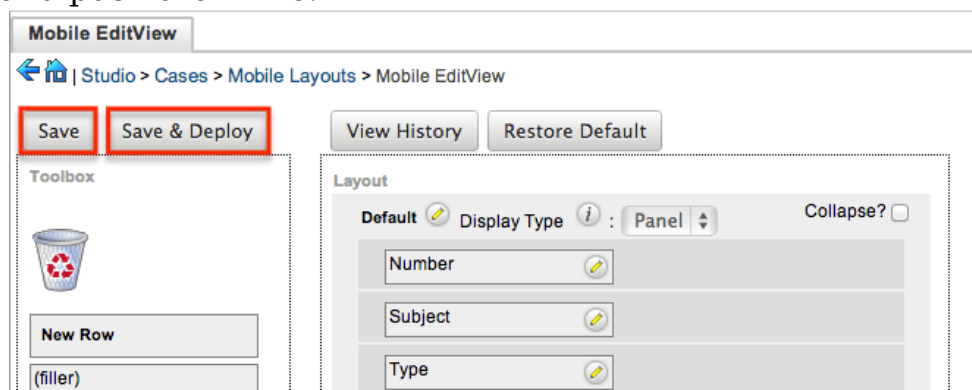 Mobile EditView
| Studio > Cases > Mobile Layouts > Mobile EditView
Save Save & Deploy View History Restore Default
Toolbox
Layout
Default Display Type i : Panel Collapse?
Number
Subject
New Row
Type
(filler)